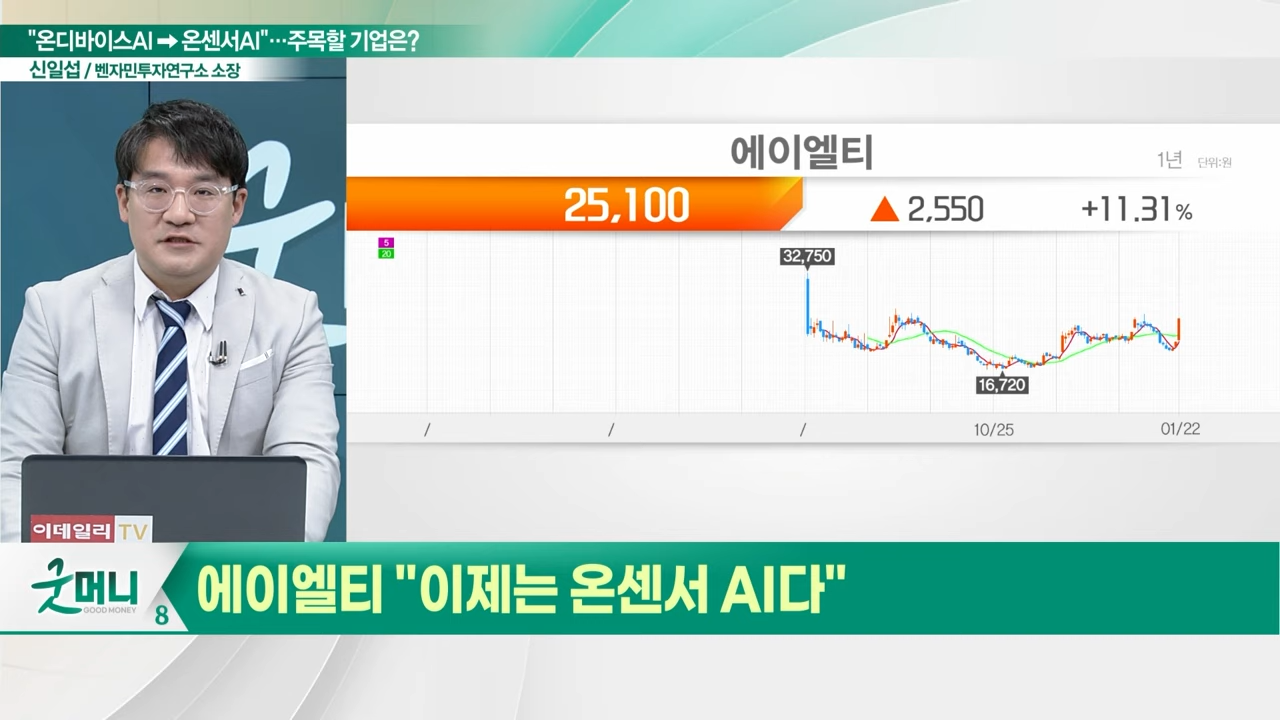 "온디바이스AI ➡ 온센서AI"…주목할 기업은?
신일섭 / 벤자민투자연구소 소장
에이엘티
1년 단위:원
25,100 ▲ 2,550 +11.31%
5
20
32,750
16,720
/ / / 10/25 01/22
이데일리 TV
굿머니
GOOD MONEY
8
에이엘티 "이제는 온센서 AI다"